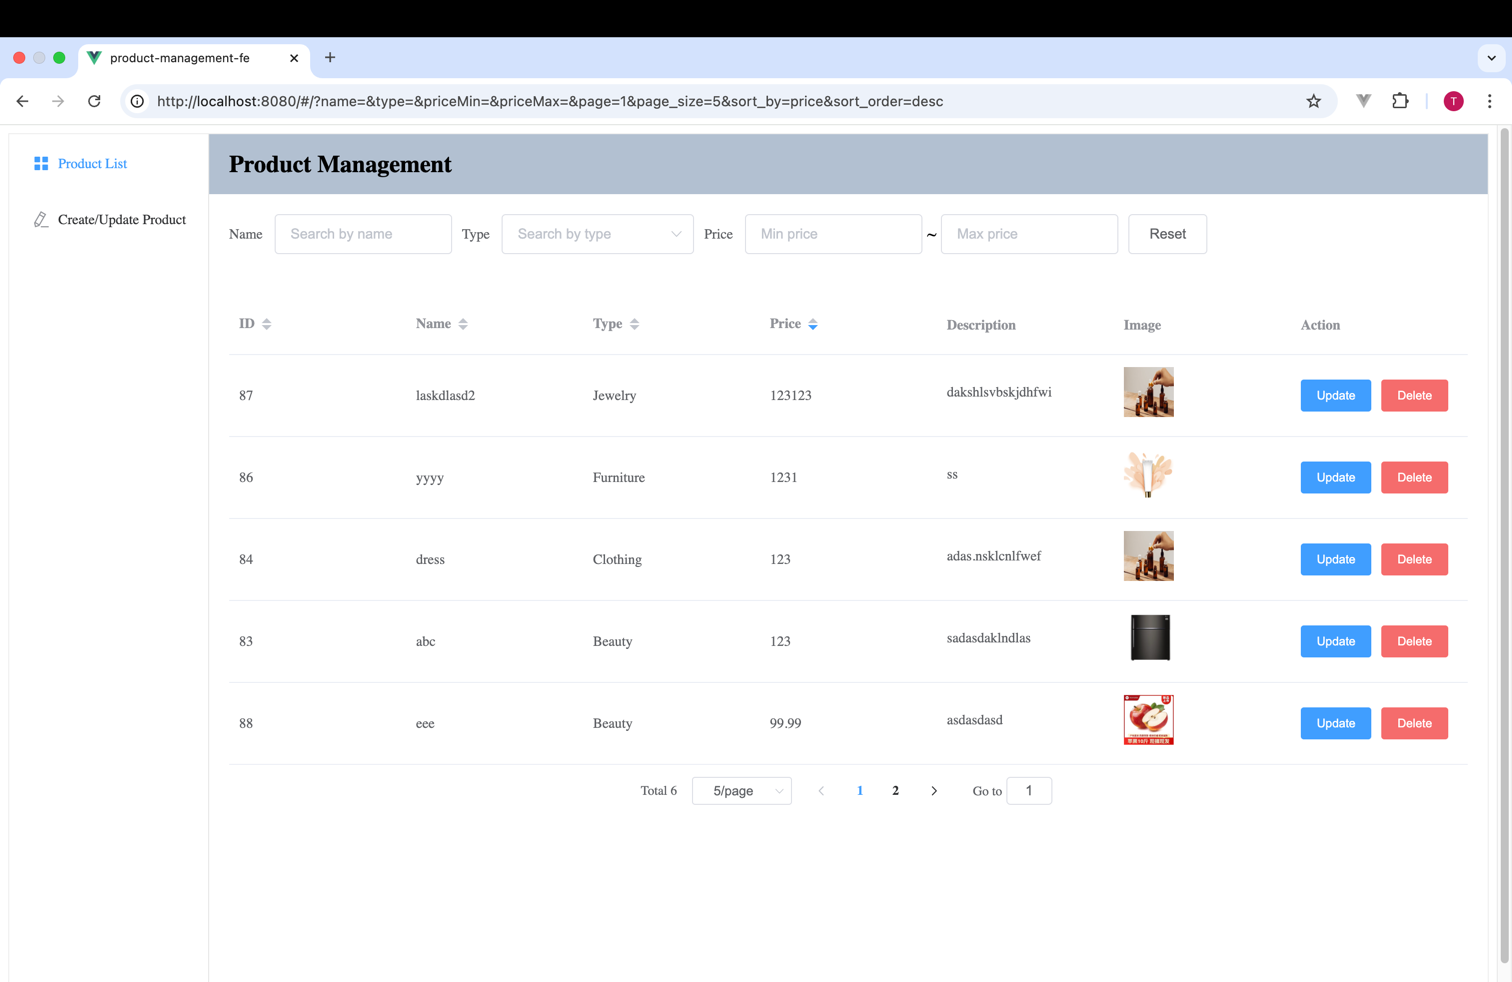 product-management-fe
http://localhost:8080/#/?name=&type=&priceMin=&priceMax=&page=1&page_size=5&sort_by=price&sort_order=desc
T
Product List
Create/Update Product
Product Management
Name Search by name Type Search by type Price Min price ~ Max price Reset
ID Name Type Price Description Image Action
87 laskdlasd2 Jewelry 123123 dakshlsvbskjdhfwi Update Delete
86 yyyy Furniture 1231 ss Update Delete
84 dress Clothing 123 adas.nsklcnlfwef Update Delete
83 abc Beauty 123 sadasdaklndlas Update Delete
88 eee Beauty 99.99 asdasdasd Update Delete
Total 6 5/page 1 2 Go to 1